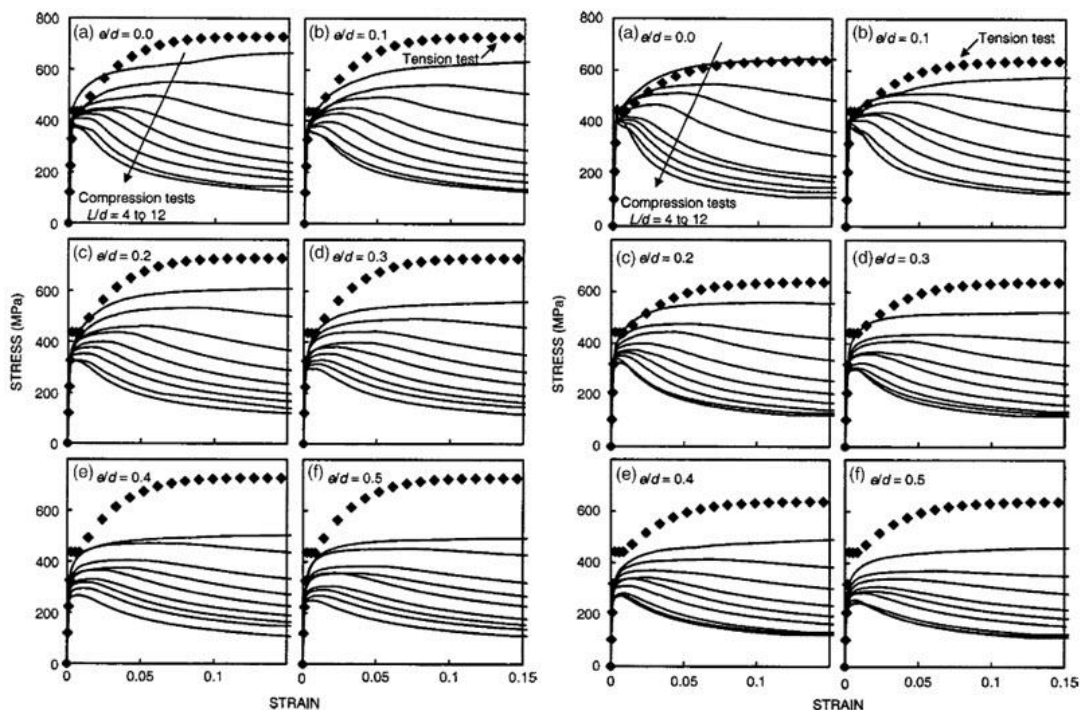 800
(a) e/d = 0.0
(b) e/d = 0.1
600
Tension test
400
200
Compression tests
L/d = 4 to 12
0
(c) e/d = 0.2
(d) e/d = 0.3
600
400
200
0
(e) e/d = 0.4
(f) e/d = 0.5
600
400
200
0
0 0.05 0.1 0 0.05 0.1 0.15
STRESS (MPa)
STRAIN
800
(a) e/d = 0.0
(b) e/d = 0.1
Tension test
600
400
200
Compression tests
L/d = 4 to 12
0
(c) e/d = 0.2
(d) e/d = 0.3
600
400
200
0
(e) e/d = 0.4
(f) e/d = 0.5
600
400
200
0
0 0.05 0.1 0 0.05 0.1 0.15
STRESS (MPa)
STRAIN